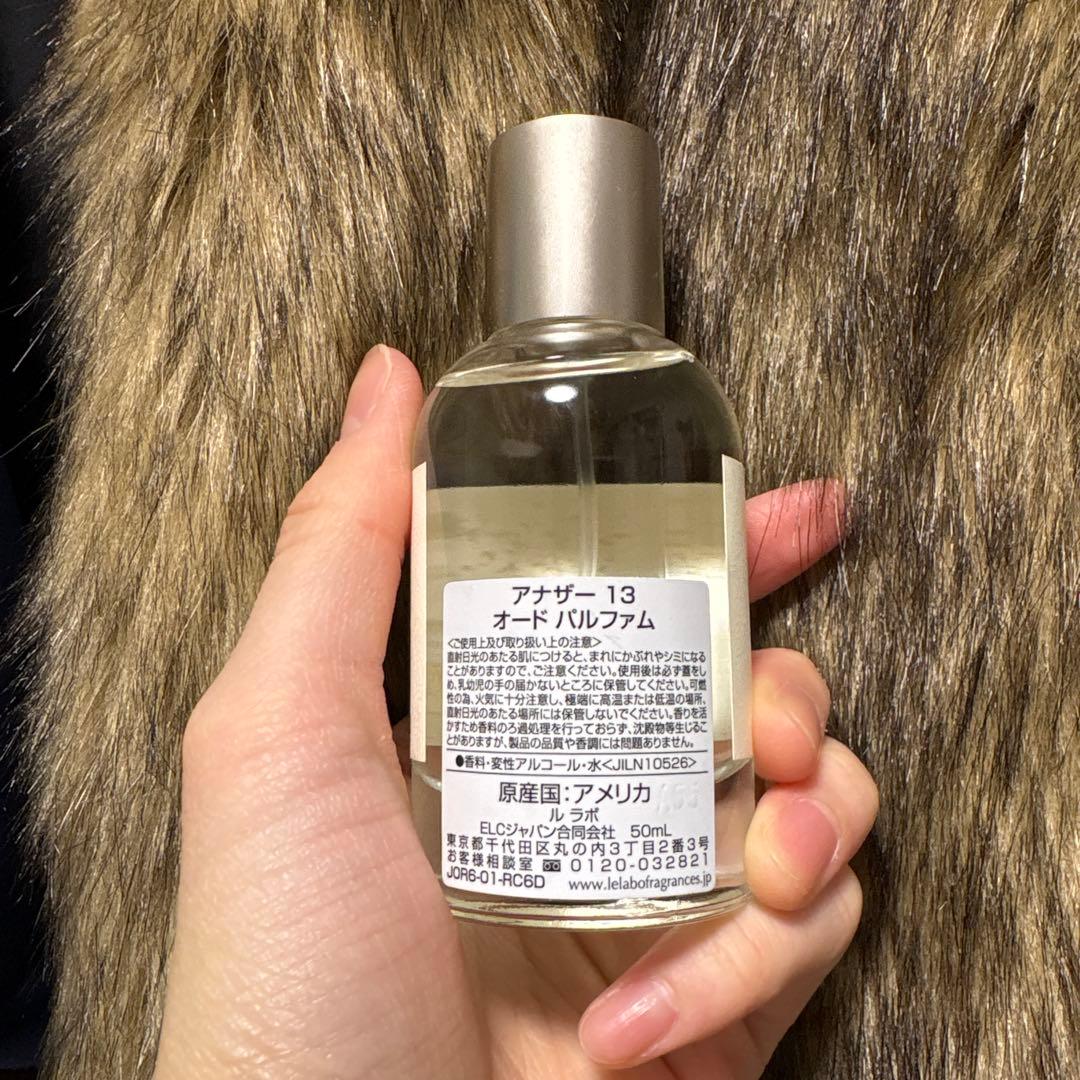 アナザー 13
オード パルファム
<ご使用上及び取り扱い上の注意>
直射日光のあたる肌につけると、まれにかぶれやシミになる
ことがありますので、ご注意ください。使用後は必ず蓋をし
め、乳幼児の手の届かないところに保管してください。可燃
性の為、火気に十分注意し、極端に高温または低温の場所、
直射日光のあたる場所には保管しないでください。香りを活
かすため香料のろ過処理を行っておらず、沈殿物等生じるこ
とがありますが、製品の品質や香調には問題ありません。
●香料・変性アルコール・水<JILN10526>
原産国：アメリカ
ル ラボ
ELCジャパン合同会社 50mL
東京都千代田区丸の内3丁目2番3号
お客様相談室 0120-032821
J0R6-01-RC6D www.lelabofragrances.jp